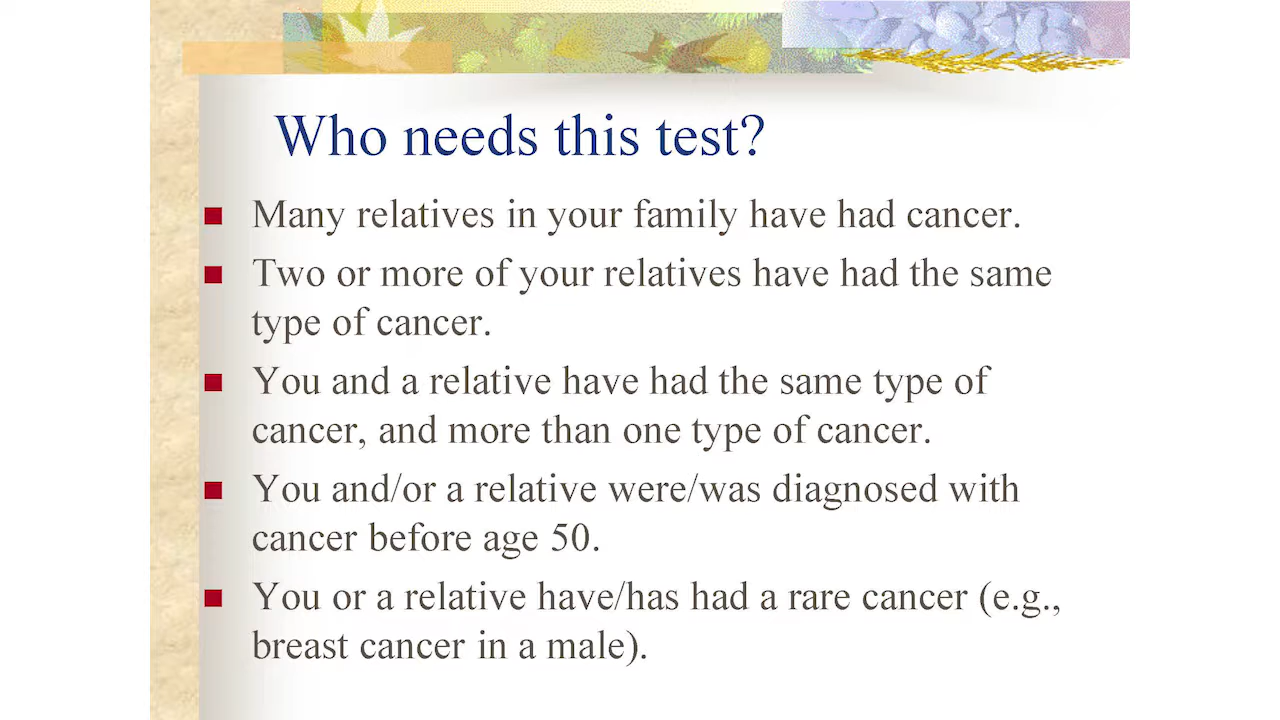 Who needs this test?
Many relatives in your family have had cancer.
Two or more of your relatives have had the same
type of cancer.
You and a relative have had the same type of
cancer, and more than one type of cancer.
You and/or a relative were/was diagnosed with
cancer before age 50.
You or a relative have/has had a rare cancer (e.g.,
breast cancer in a male).